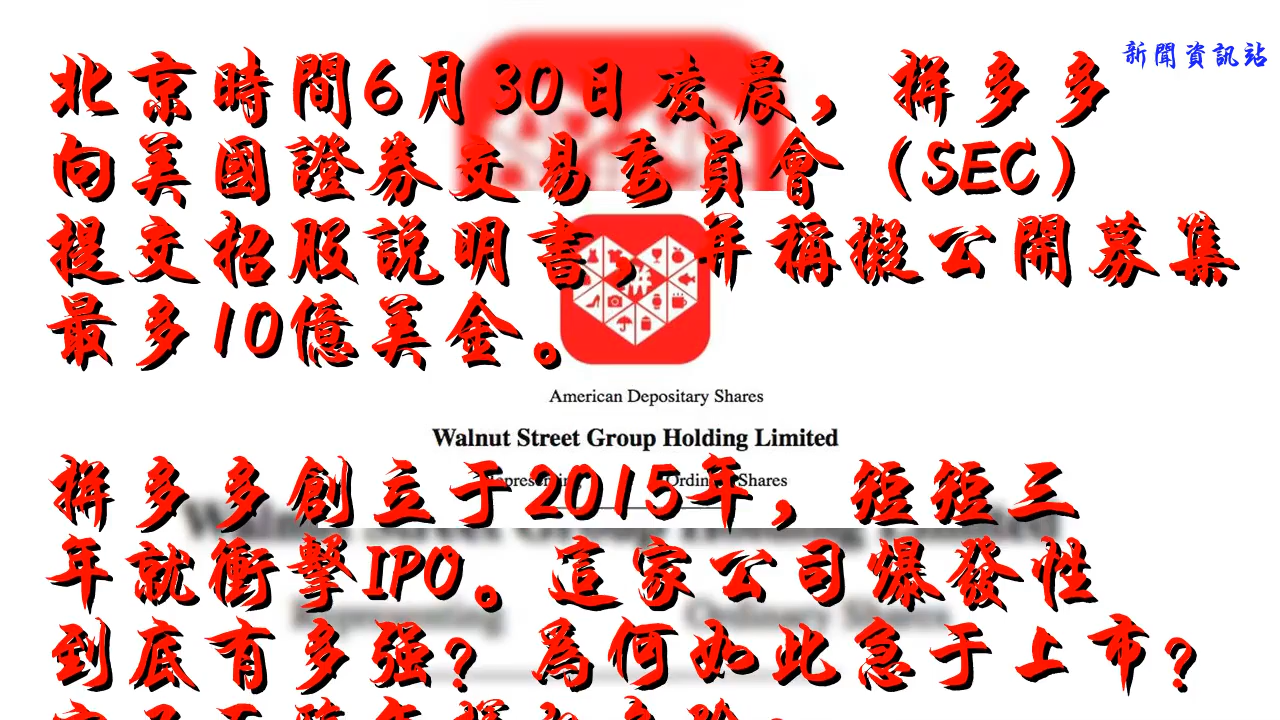 新聞資訊站
北京時間6月30日凌晨，拼多多
向美國證券交易委員會（SEC）
提交招股說明書，并稱擬公開募集
最多10億美金。
American Depositary Shares
Walnut Street Group Holding Limited
Representing Ordinary Shares
拼多多創立于2015年，短短三
年就衝擊IPO。這家公司爆發性
到底有多强？為何如此急于上市？